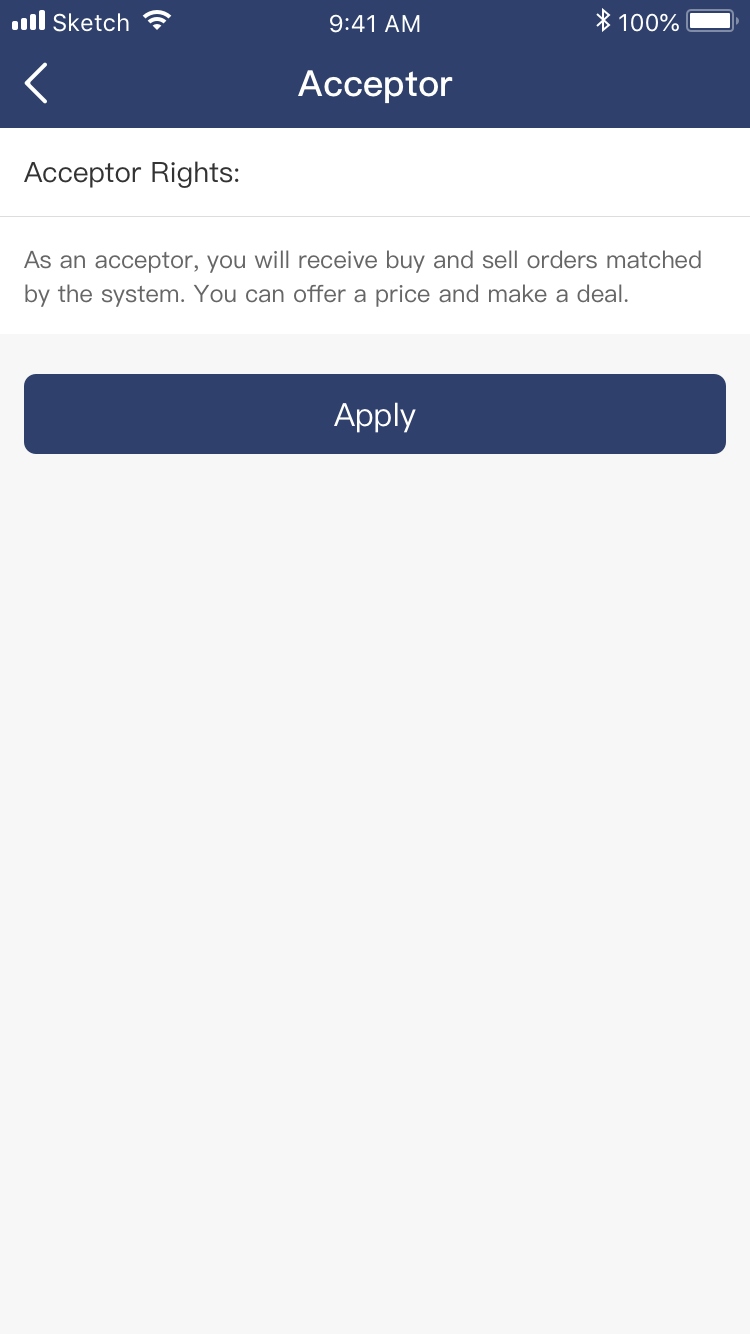 Sketch 9:41 AM 100%
Acceptor
Acceptor Rights:
As an acceptor, you will receive buy and sell orders matched
by the system. You can offer a price and make a deal.
Apply